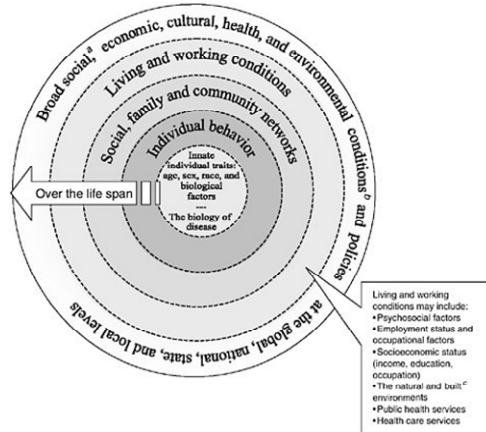 Broad social,ᵃ economic, cultural, health, and environmental conditionsᵇ and policies
at the global, national, state, and local levels
Living and working conditions
Social, family and community networks
Individual behavior
Innate
individual traits:
age, sex, race, and
biological
factors
---
The biology of
disease
Over the life span
Living and working
conditions may include:
•Psychosocial factors
•Employment status and
occupational factors
•Socioeconomic status
(income, education,
occupation)
•The natural and builtᶜ
environments
•Public health services
•Health care services